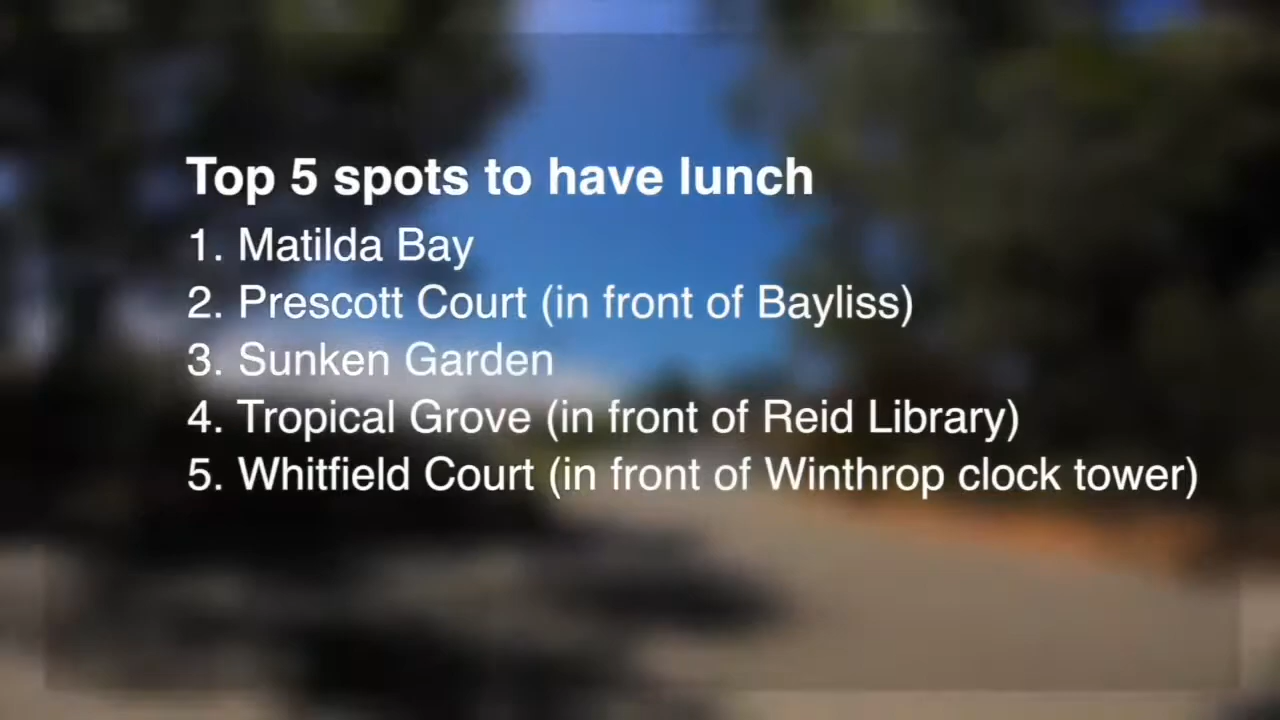 Top 5 spots to have lunch
1. Matilda Bay
2. Prescott Court (in front of Bayliss)
3. Sunken Garden
4. Tropical Grove (in front of Reid Library)
5. Whitfield Court (in front of Winthrop clock tower)